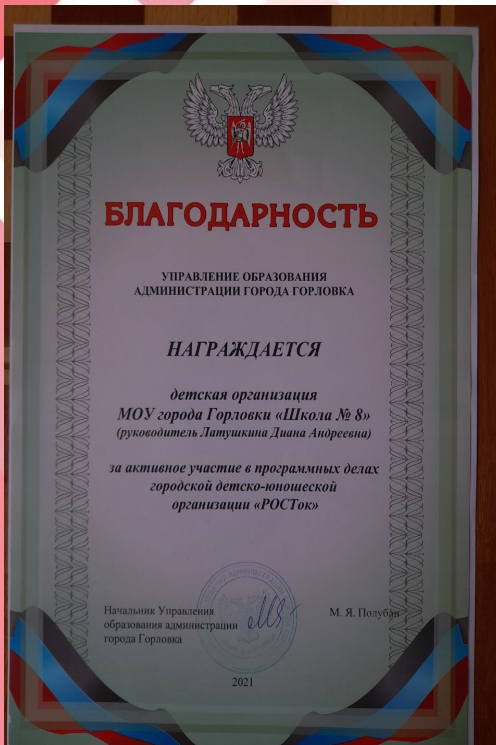 БЛАГОДАРНОСТЬ
УПРАВЛЕНИЕ ОБРАЗОВАНИЯ
АДМИНИСТРАЦИИ ГОРОДА ГОРЛОВКА
НАГРАЖДАЕТСЯ
детская организация
МОУ города Горловки «Школа № 8»
(руководитель Латушкина Диана Андреевна)
за активное участие в программных делах
городской детско-юношеской
организации «РОСТок»
Начальник Управления
образования администрации
города Горловка
М. Я. Полубан
2021